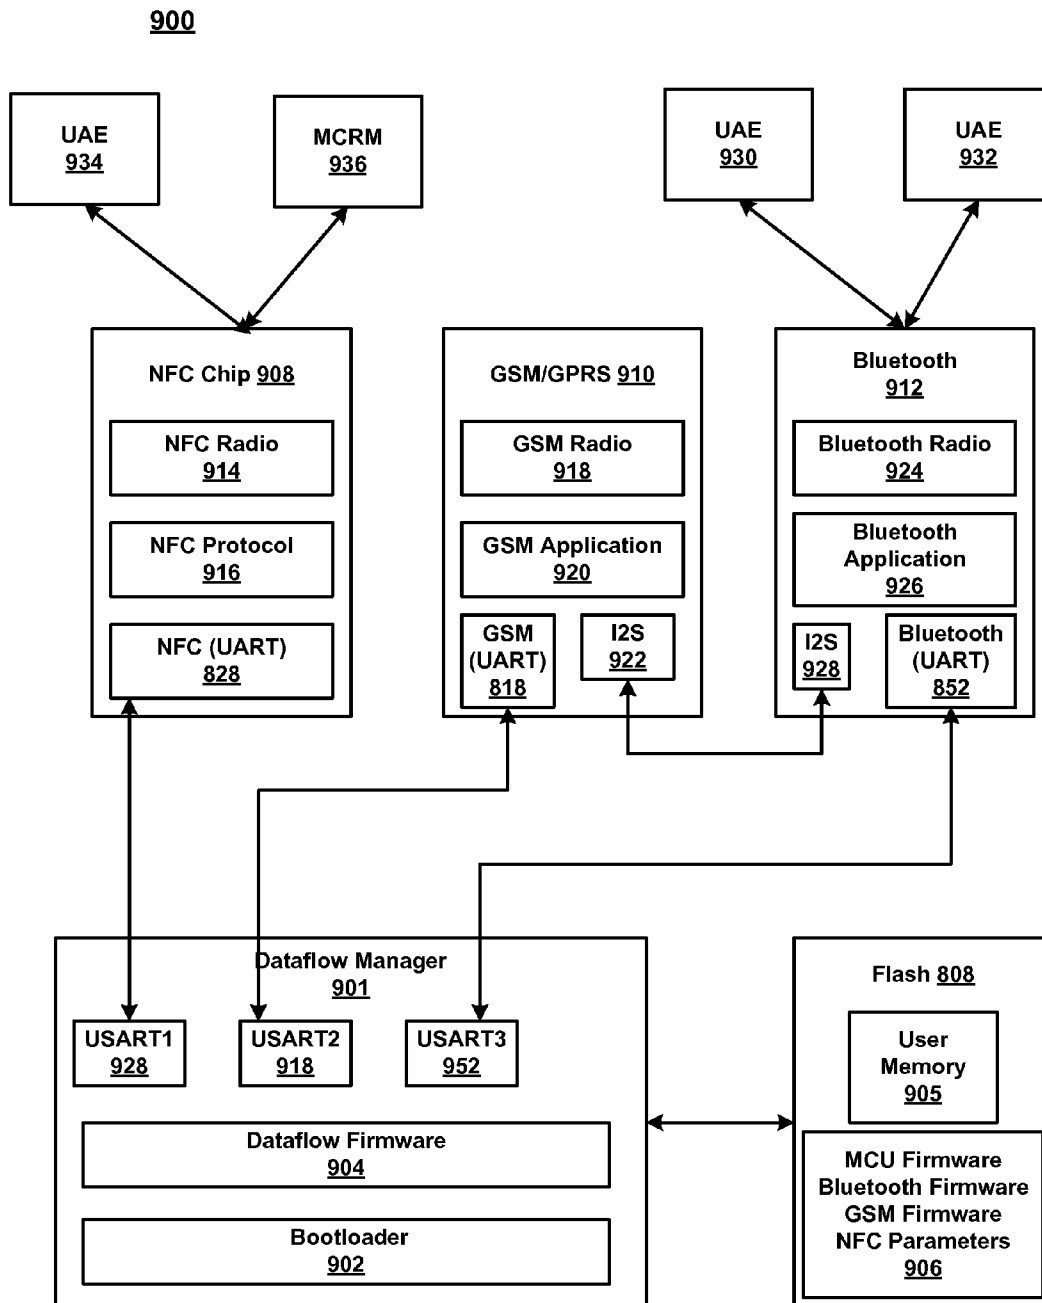 900
UAE
934
MCRM
936
UAE
930
UAE
932
NFC Chip 908
NFC Radio
914
NFC Protocol
916
NFC (UART)
828
GSM/GPRS 910
GSM Radio
918
GSM Application
920
GSM
(UART)
818
I2S
922
Bluetooth
912
Bluetooth Radio
924
Bluetooth
Application
926
I2S
928
Bluetooth
(UART)
852
Dataflow Manager
901
USART1
928
USART2
918
USART3
952
Dataflow Firmware
904
Bootloader
902
Flash 808
User
Memory
905
MCU Firmware
Bluetooth Firmware
GSM Firmware
NFC Parameters
906